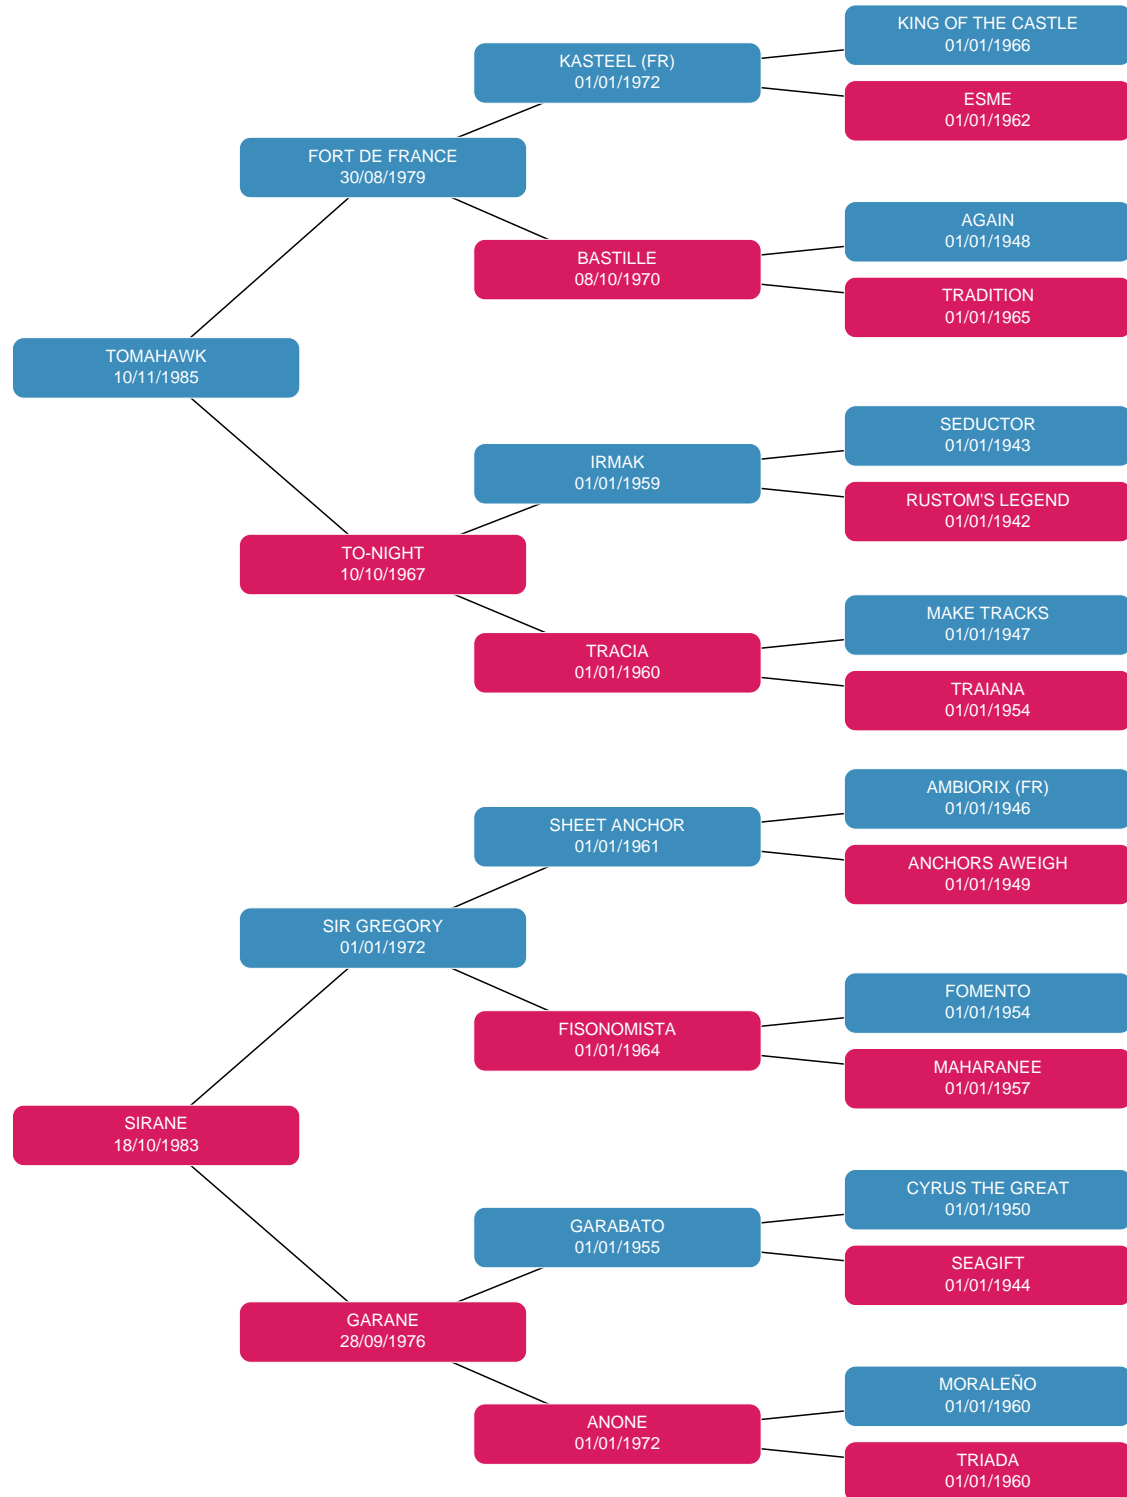 KING OF THE CASTLE
01/01/1966
KASTEEL (FR)
01/01/1972
ESME
01/01/1962
FORT DE FRANCE
30/08/1979
AGAIN
01/01/1948
BASTILLE
08/10/1970
TRADITION
01/01/1965
TOMAHAWK
10/11/1985
SEDUCTOR
01/01/1943
IRMAK
01/01/1959
RUSTOM'S LEGEND
01/01/1942
TO-NIGHT
10/10/1967
MAKE TRACKS
01/01/1947
TRACIA
01/01/1960
TRAIANA
01/01/1954
AMBIORIX (FR)
01/01/1946
SHEET ANCHOR
01/01/1961
ANCHORS AWEIGH
01/01/1949
SIR GREGORY
01/01/1972
FOMENTO
01/01/1954
FISONOMISTA
01/01/1964
MAHARANEE
01/01/1957
SIRANE
18/10/1983
CYRUS THE GREAT
01/01/1950
GARABATO
01/01/1955
SEAGIFT
01/01/1944
GARANE
28/09/1976
MORALEÑO
01/01/1960
ANONE
01/01/1972
TRIADA
01/01/1960